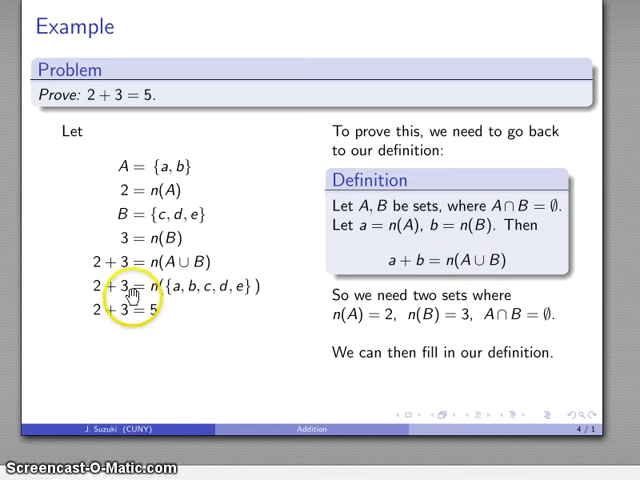 Example
Problem
Prove: 2 + 3 = 5.
Let
A = {a, b}
2 = n(A)
B = {c, d, e}
3 = n(B)
2 + 3 = n(A ∪ B)
2 + 3 = n({a, b, c, d, e})
2 + 3 = 5
To prove this, we need to go back
to our definition:
Definition
Let A, B be sets, where A ∩ B = ∅.
Let a = n(A), b = n(B). Then
a + b = n(A ∪ B)
So we need two sets where
n(A) = 2, n(B) = 3, A ∩ B = ∅.
We can then fill in our definition.
J. Suzuki (CUNY)
Addition
4 / 1
Screencast-O-Matic.com